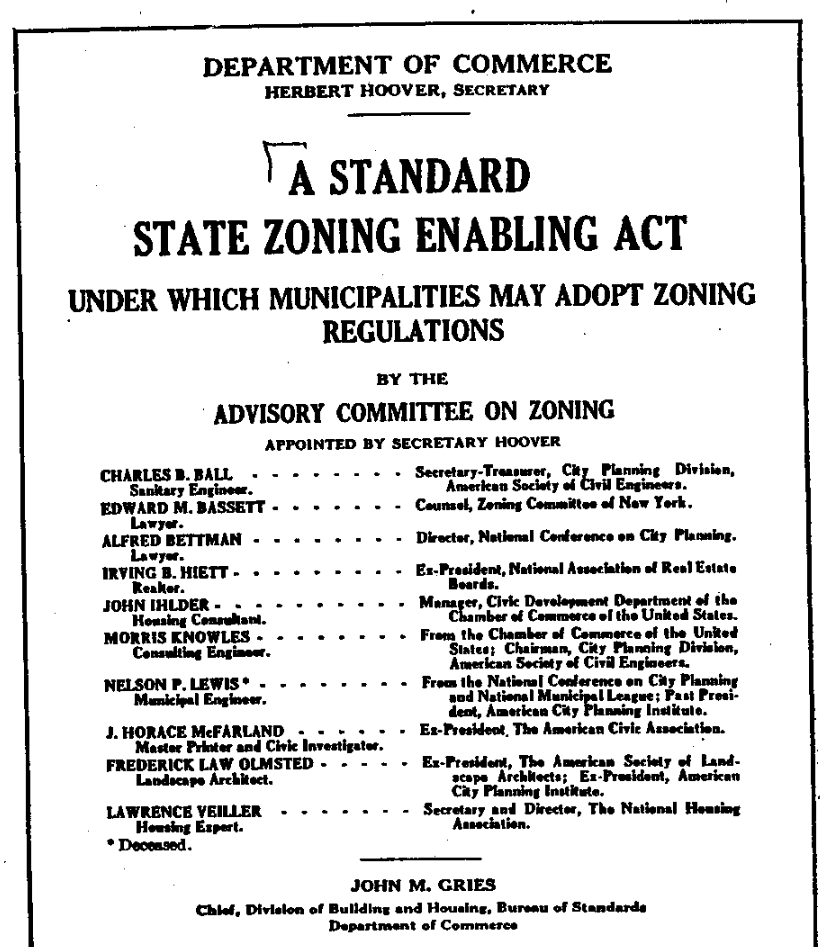 DEPARTMENT OF COMMERCE
HERBERT HOOVER, SECRETARY
A STANDARD
STATE ZONING ENABLING ACT
UNDER WHICH MUNICIPALITIES MAY ADOPT ZONING
REGULATIONS
BY THE
ADVISORY COMMITTEE ON ZONING
APPOINTED BY SECRETARY HOOVER
CHARLES B. BALL - - - - - - - - Secretary-Treasurer, City Planning Division,
Sanitary Engineer. American Society of Civil Engineers.
EDWARD M. BASSETT - - - - - - - Counsel, Zoning Committee of New York.
Lawyer.
ALFRED BETTMAN - - - - - - - - Director, National Conference on City Planning.
Lawyer.
IRVING B. HIETT - - - - - - - - - Ex-President, National Association of Real Estate
Realtor. Boards.
JOHN IHLDER - - - - - - - - - - Manager, Civic Development Department of the
Housing Consultant. Chamber of Commerce of the United States.
MORRIS KNOWLES - - - - - - - - From the Chamber of Commerce of the United
Consulting Engineer. States; Chairman, City Planning Division,
American Society of Civil Engineers.
NELSON P. LEWIS* - - - - - - - - From the National Conference on City Planning
Municipal Engineer. and National Municipal League; Past Presi-
dent, American City Planning Institute.
J. HORACE McFARLAND - - - - - - Ex-President, The American Civic Association.
Master Printer and Civic Investigator.
FREDERICK LAW OLMSTED - - - - - Ex-President, The American Society of Land-
Landscape Architect. scape Architects; Ex-President, American
City Planning Institute.
LAWRENCE VEILLER - - - - - - - Secretary and Director, The National Housing
Housing Expert. Association.
* Deceased.
JOHN M. GRIES
Chief, Division of Building and Housing, Bureau of Standards
Department of Commerce